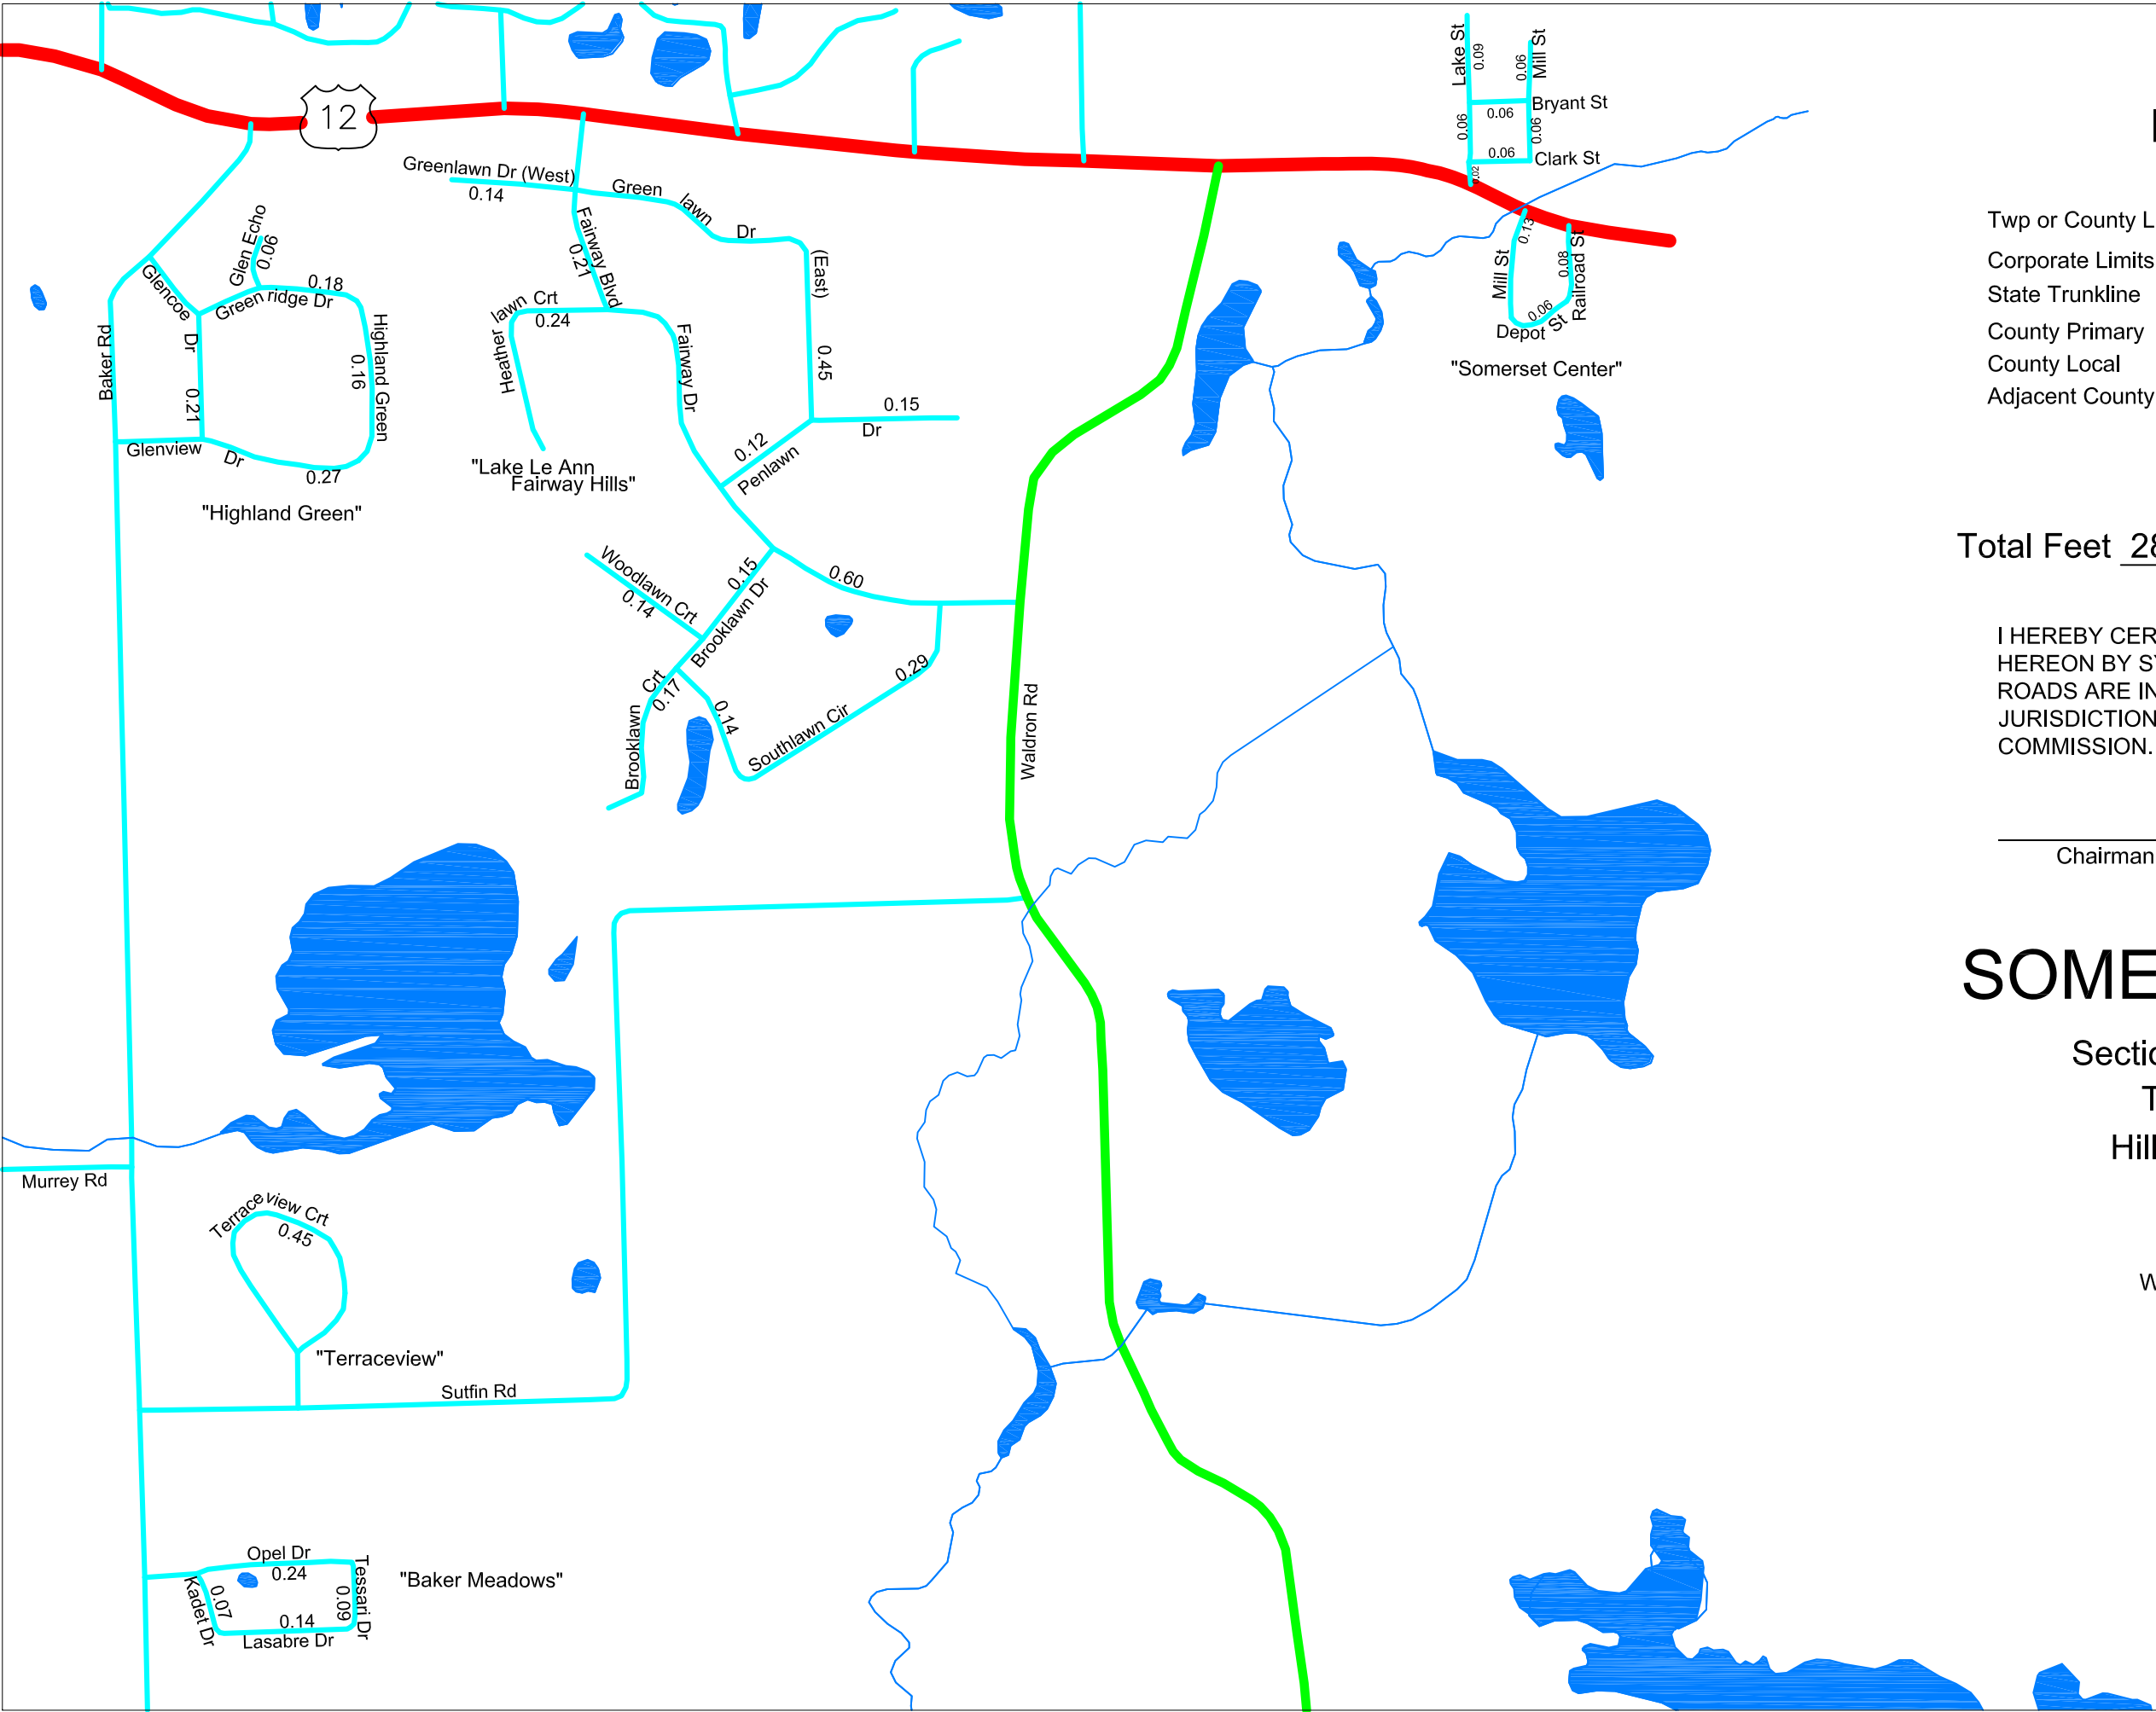 12
Lake St
0.09
0.06
Mill St
Bryant St
0.06
0.06
0.06
0.06
Clark St
0.02
Greenlawn Dr (West)
0.14
Green
lawn
Dr
(East)
0.45
Fairway Blvd
0.21
Glen Echo
0.06
0.18
Green ridge Dr
Glencoe
Dr
0.21
Baker Rd
Highland Green
0.16
Glenview
Dr
0.27
"Highland Green"
Heather
lawn Crt
0.24
Fairway Dr
0.15
Dr
0.12
Penlawn
"Lake Le Ann
Fairway Hills"
0.13
Mill St
0.08
Railroad St
0.06
Depot St
"Somerset Center"
Twp or County L
Corporate Limits
State Trunkline
County Primary
County Local
Adjacent County
Total Feet 28
Woodlawn Crt
0.14
0.15
Brooklawn Dr
0.60
Brooklawn
Crt
0.17
0.14
Southlawn Cir
0.29
Waldron Rd
I HEREBY CER
HEREON BY SY
ROADS ARE IN
JURISDICTION
COMMISSION.
Chairman
SOME
Sectio
T
Hill
W
Murrey Rd
Terrace view Crt
0.45
"Terraceview"
Sutfin Rd
Opel Dr
0.24
Kadet Dr
0.07
0.14
Lasabre Dr
0.09
Tessari Dr
"Baker Meadows"